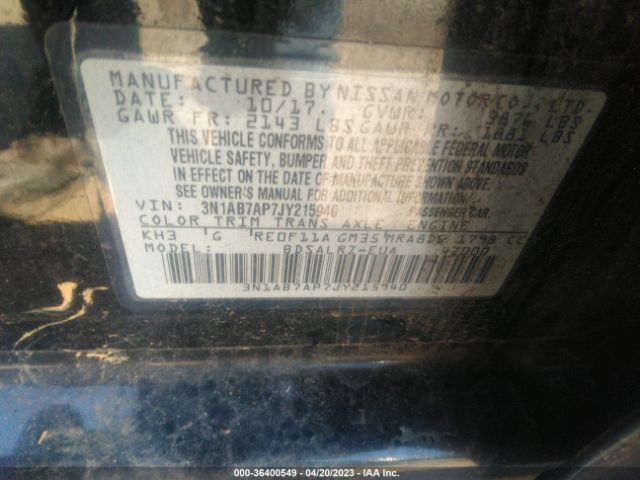 MANUFACTURED BY NISSAN MOTOR CO., LTD.
DATE: 10/17 GVWR: LBS
GAWR FR: 2143 LBS GAWR RR: 1881 LBS
THIS VEHICLE CONFORMS TO ALL APPLICABLE FEDERAL MOTOR
VEHICLE SAFETY, BUMPER AND THEFT PREVENTION STANDARDS
IN EFFECT ON THE DATE OF MANUFACTURE SHOWN ABOVE.
SEE OWNER'S MANUAL FOR ADDITIONAL INFORMATION.
VIN: 3N1AB7AP7JY215940 PASSENGER CAR
COLOR TRIM TRANS AXLE ENGINE
KH3 G RE0F11A GM35 MRA8DE 1798 CC
MODEL: BDSALRZ-EUA
3N1AB7AP7JY215940
000-36400549 - 04/20/2023 - IAA Inc.